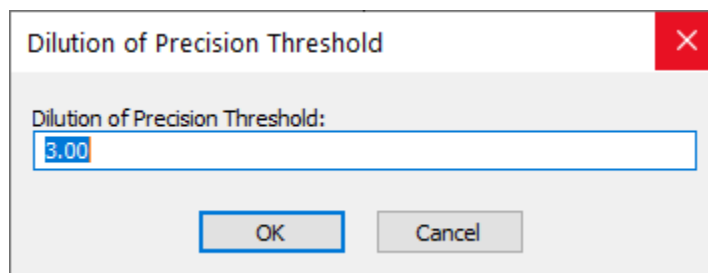 Dilution of Precision Threshold
Dilution of Precision Threshold:
3.00
OK
Cancel